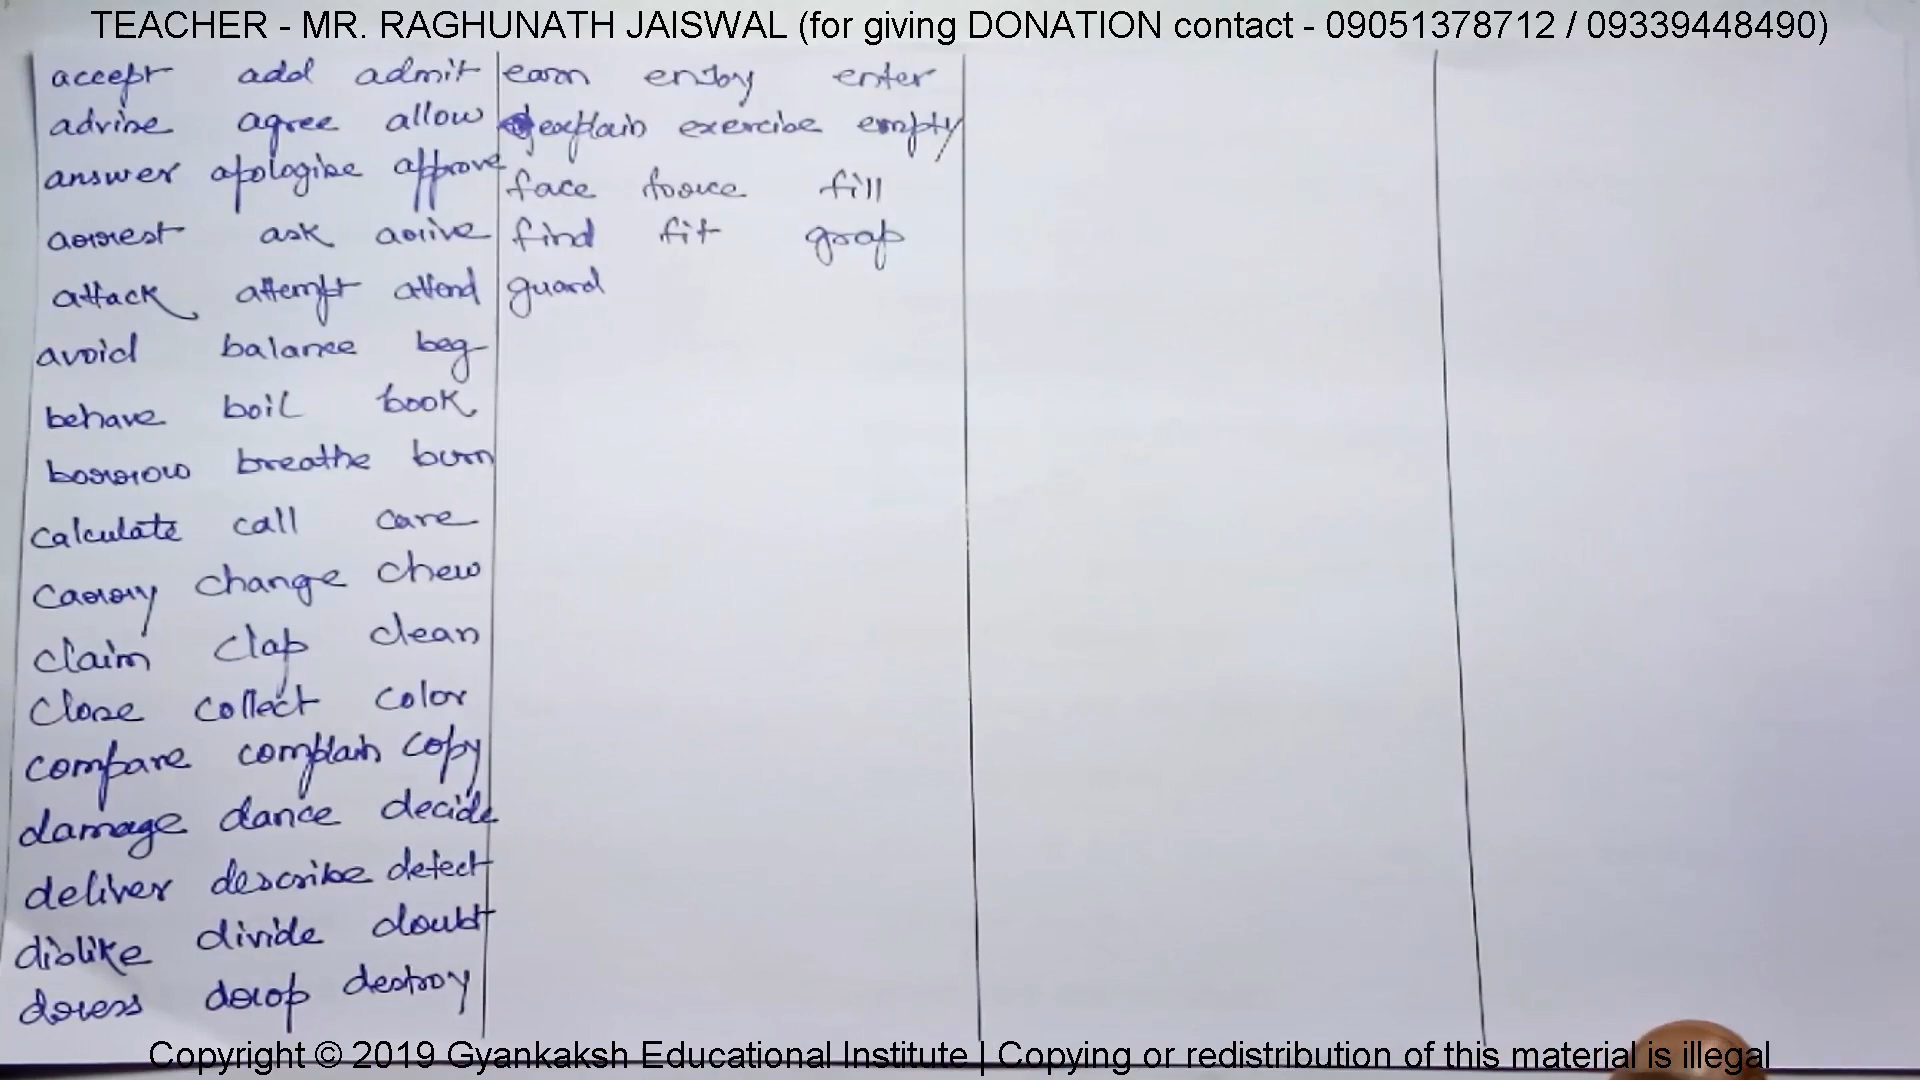 TEACHER - MR. RAGHUNATH JAISWAL (for giving DONATION contact - 09051378712 / 09339448490)
accept add admit
advise agree allow
answer apologise approve
arrest ask arrive
attack attempt attend
avoid balance beg
behave boil book
borrow breathe burn
calculate call care
carry change chew
claim clap clean
close collect color
compare complain copy
damage dance decide
deliver describe detect
dislike divide doubt
dress drop destroy
earn enjoy enter
explain exercise empty
face force fill
find fit grap
guard
Copyright © 2019 Gyankaksh Educational Institute | Copying or redistribution of this material is illegal